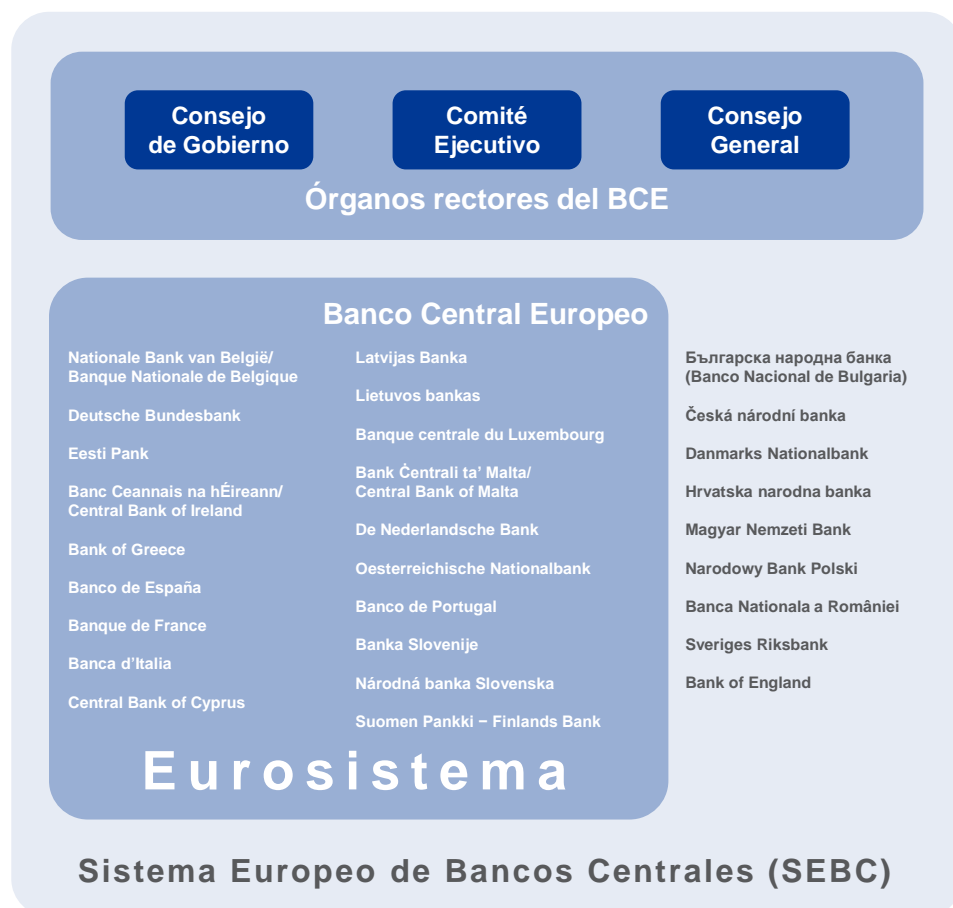 Consejo
de Gobierno
Comité
Ejecutivo
Consejo
General
Órganos rectores del BCE
Banco Central Europeo
Nationale Bank van België/
Banque Nationale de Belgique
Deutsche Bundesbank
Eesti Pank
Banc Ceannais na hÉireann/
Central Bank of Ireland
Bank of Greece
Banco de España
Banque de France
Banca d'Italia
Central Bank of Cyprus
Latvijas Banka
Lietuvos bankas
Banque centrale du Luxembourg
Bank Ċentrali ta' Malta/
Central Bank of Malta
De Nederlandsche Bank
Oesterreichische Nationalbank
Banco de Portugal
Banka Slovenije
Národná banka Slovenska
Suomen Pankki − Finlands Bank
Българска народна банка
(Banco Nacional de Bulgaria)
Česká národní banka
Danmarks Nationalbank
Hrvatska narodna banka
Magyar Nemzeti Bank
Narodowy Bank Polski
Banca Nationala a României
Sveriges Riksbank
Bank of England
Eurosistema
Sistema Europeo de Bancos Centrales (SEBC)